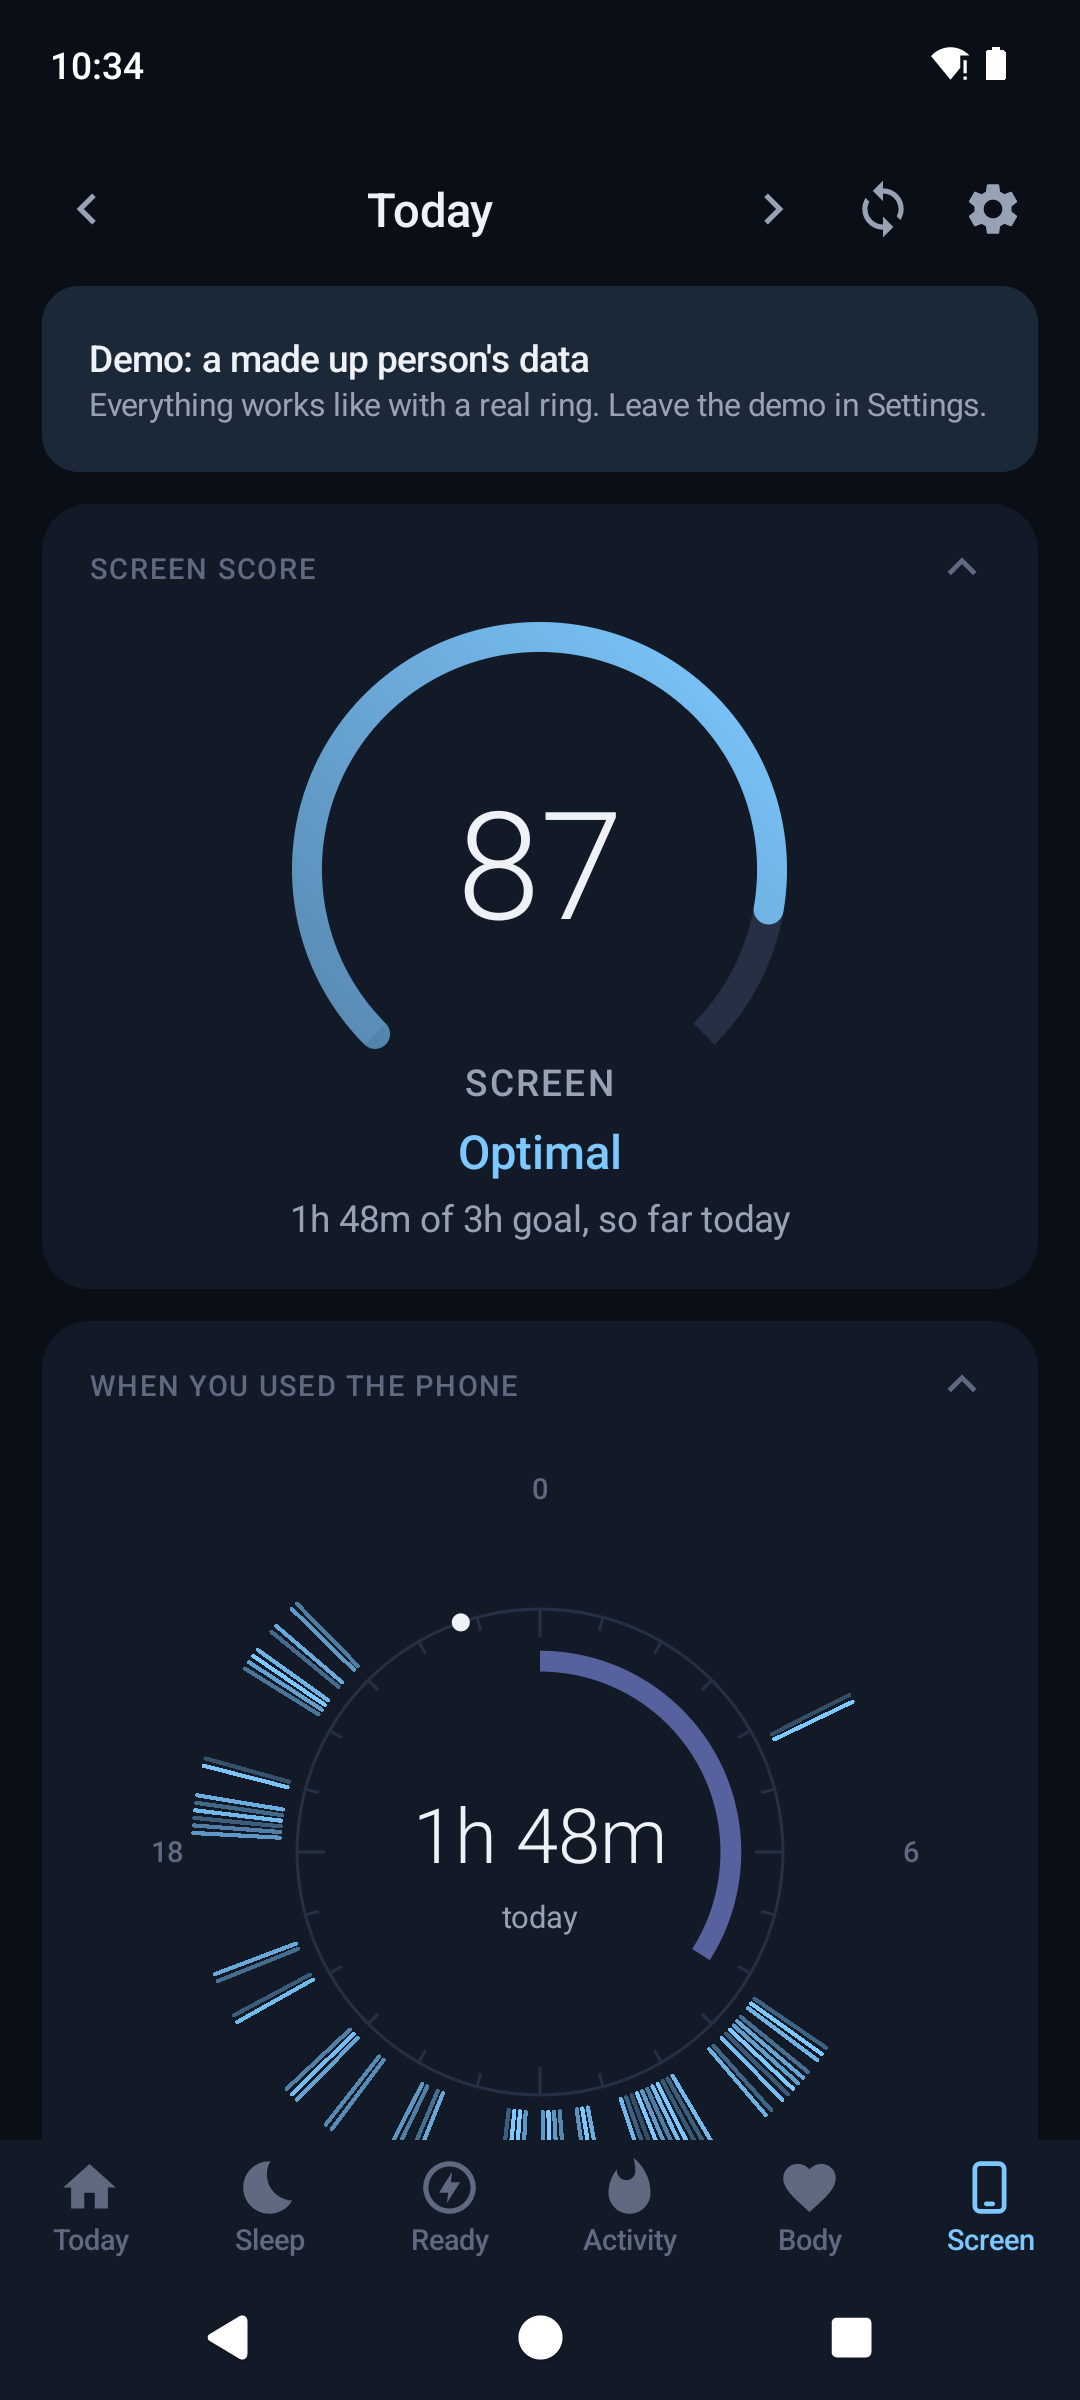 10:34
Today
Demo: a made up person's data
Everything works like with a real ring. Leave the demo in Settings.
SCREEN SCORE
87
SCREEN
Optimal
1h 48m of 3h goal, so far today
WHEN YOU USED THE PHONE
0
1h 48m
18
6
today
Today Sleep Ready Activity Body Screen